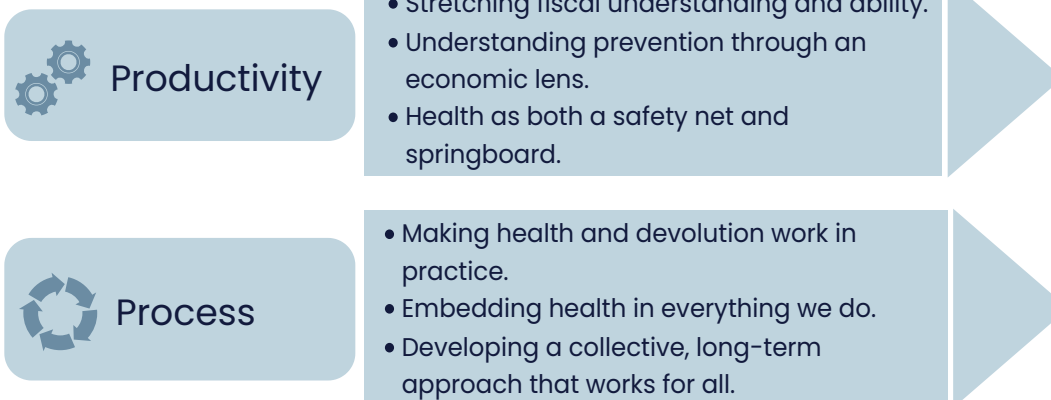 Productivity
• Stretching fiscal understanding and ability.
• Understanding prevention through an
economic lens.
• Health as both a safety net and
springboard.
Process
• Making health and devolution work in
practice.
• Embedding health in everything we do.
• Developing a collective, long-term
approach that works for all.